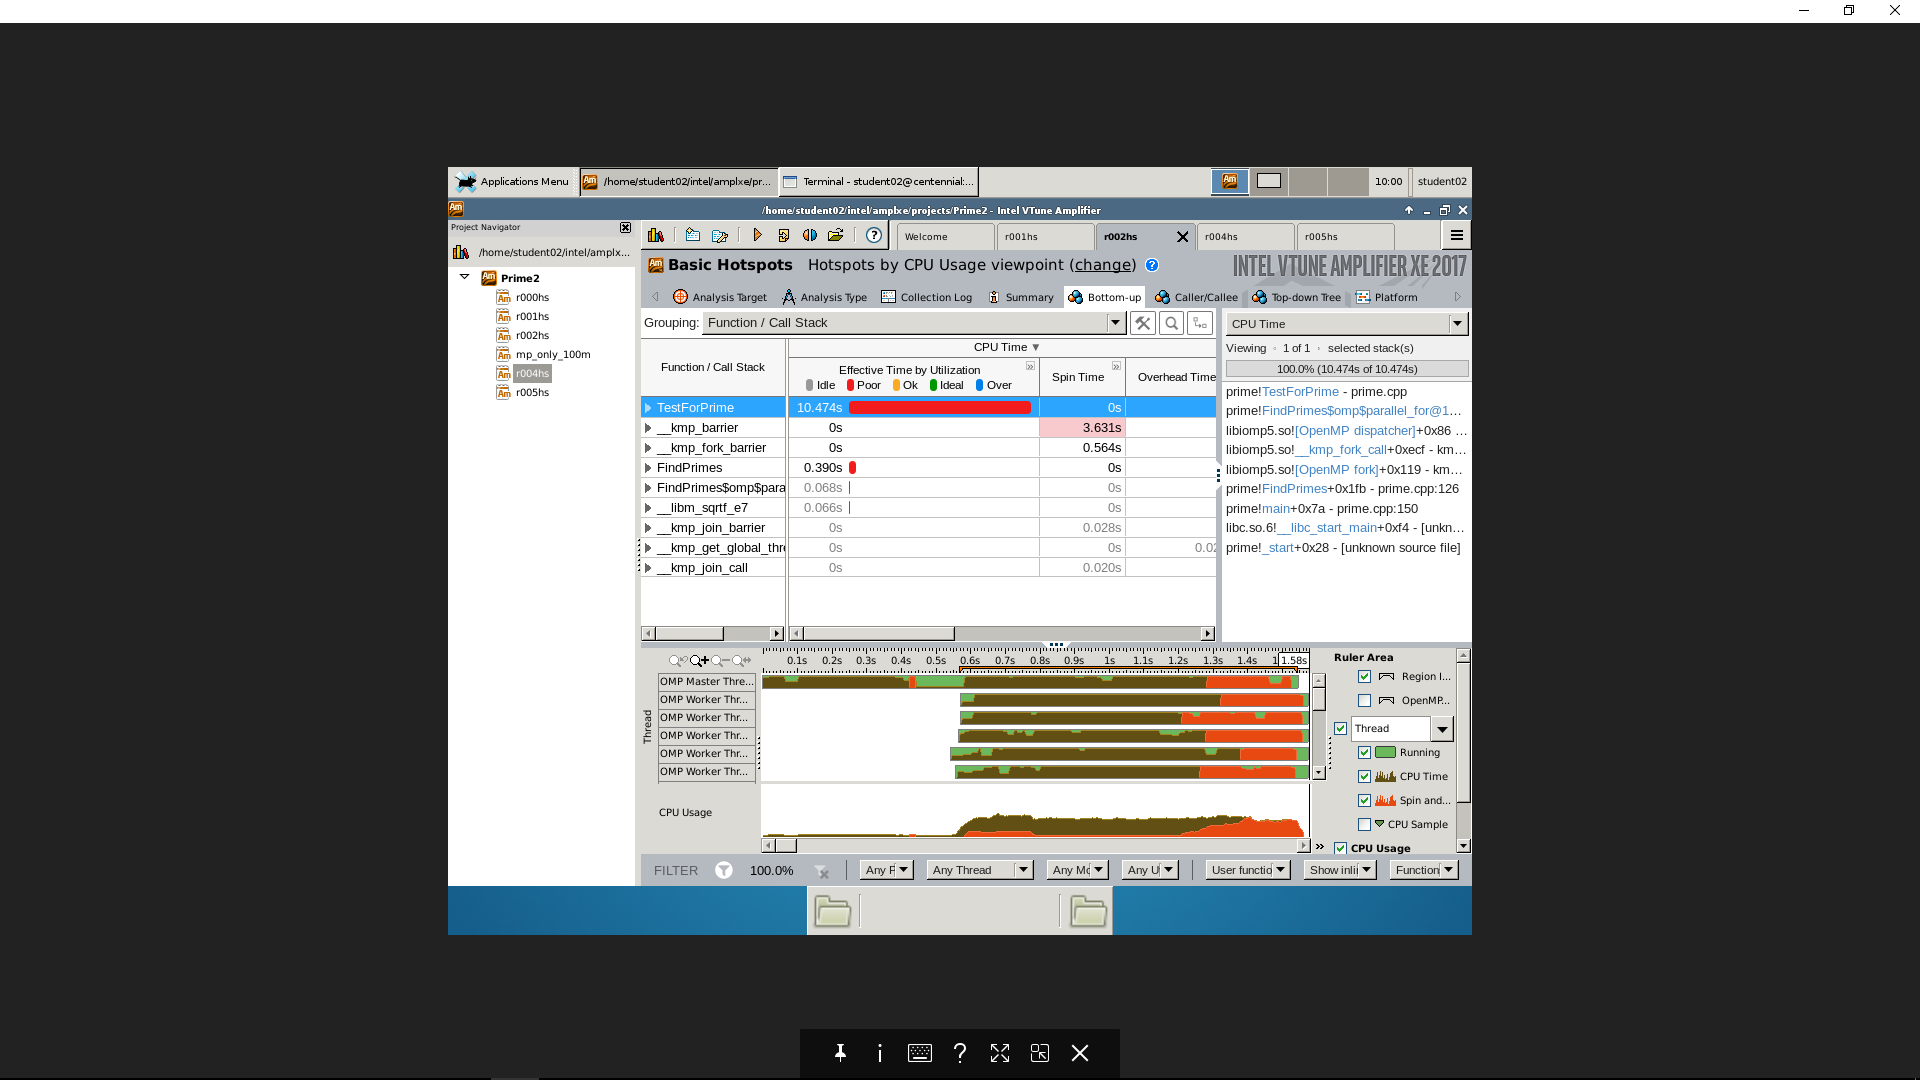 Applications Menu
/home/student02/intel/amplxe/pr...
Terminal - student02@centennial:...
10:00
student02
/home/student02/intel/amplxe/projects/Prime2 - Intel VTune Amplifier
Project Navigator
/home/student02/intel/amplx...
Prime2
r000hs
r001hs
r002hs
mp_only_100m
r004hs
r005hs
Welcome
r001hs
r002hs
r004hs
r005hs
Basic Hotspots
Hotspots by CPU Usage viewpoint (change)
INTEL VTUNE AMPLIFIER XE 2017
Analysis Target
Analysis Type
Collection Log
Summary
Bottom-up
Caller/Callee
Top-down Tree
Platform
Grouping:
Function / Call Stack
Function / Call Stack
CPU Time
Effective Time by Utilization
Idle
Poor
Ok
Ideal
Over
Spin Time
Overhead Time
TestForPrime 10.474s 0s
__kmp_barrier 0s 3.631s
__kmp_fork_barrier 0s 0.564s
FindPrimes 0.390s 0s
FindPrimes$omp$para 0.068s 0s
__libm_sqrtf_e7 0.066s 0s
__kmp_join_barrier 0s 0.028s
__kmp_get_global_thr 0s 0s 0.02
__kmp_join_call 0s 0.020s
CPU Time
Viewing 1 of 1 selected stack(s)
100.0% (10.474s of 10.474s)
prime!TestForPrime - prime.cpp
prime!FindPrimes$omp$parallel_for@1...
libiomp5.so![OpenMP dispatcher]+0x86 ...
libiomp5.so!__kmp_fork_call+0xecf - km...
libiomp5.so![OpenMP fork]+0x119 - km...
prime!FindPrimes+0x1fb - prime.cpp:126
prime!main+0x7a - prime.cpp:150
libc.so.6!__libc_start_main+0xf4 - [unkn...
prime!_start+0x28 - [unknown source file]
0.1s 0.2s 0.3s 0.4s 0.5s 0.6s 0.7s 0.8s 0.9s 1s 1.1s 1.2s 1.3s 1.4s 1.58s
Thread
OMP Master Thre...
OMP Worker Thr...
OMP Worker Thr...
OMP Worker Thr...
OMP Worker Thr...
OMP Worker Thr...
CPU Usage
Ruler Area
Region I...
OpenMP...
Thread
Running
CPU Time
Spin and...
CPU Sample
CPU Usage
FILTER
100.0%
Any P
Any Thread
Any Mo
Any U
User functio
Show inli
Function